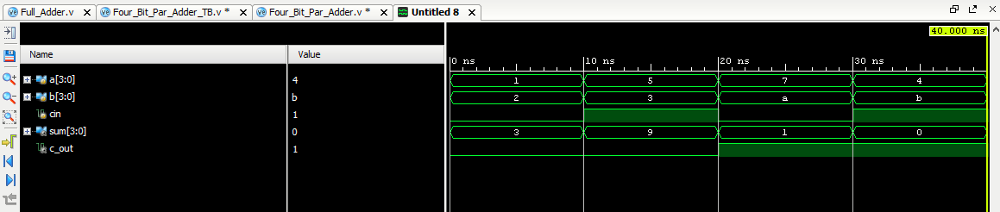 Full_Adder.v Four_Bit_Par_Adder_TB.v * Four_Bit_Par_Adder.v * Untitled 8
40.000 ns
Name Value 0 ns 10 ns 20 ns 30 ns
a[3:0] 4 1 5 7 4
b[3:0] b 2 3 a b
cin 1
sum[3:0] 0 3 9 1 0
c_out 1